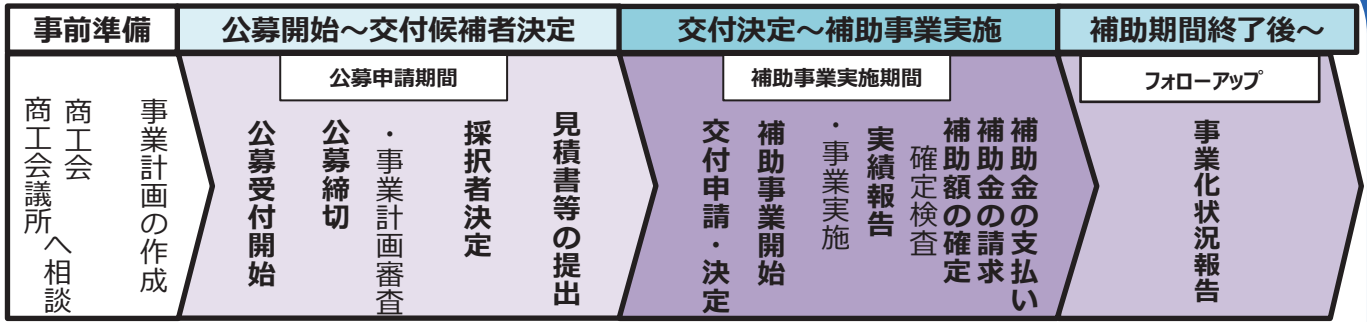 事前準備
公募開始～交付候補者決定
交付決定～補助事業実施
補助期間終了後～
公募申請期間
補助事業実施期間
フォローアップ
商工会議所
商工会
へ相談
事業計画の作成
公募受付開始
公募締切
・事業計画審査
採択者決定
見積書等の提出
交付申請・決定
補助事業開始
・事業実施
実績報告
確定検査
補助額の確定
補助金の請求
補助金の支払い
事業化状況報告